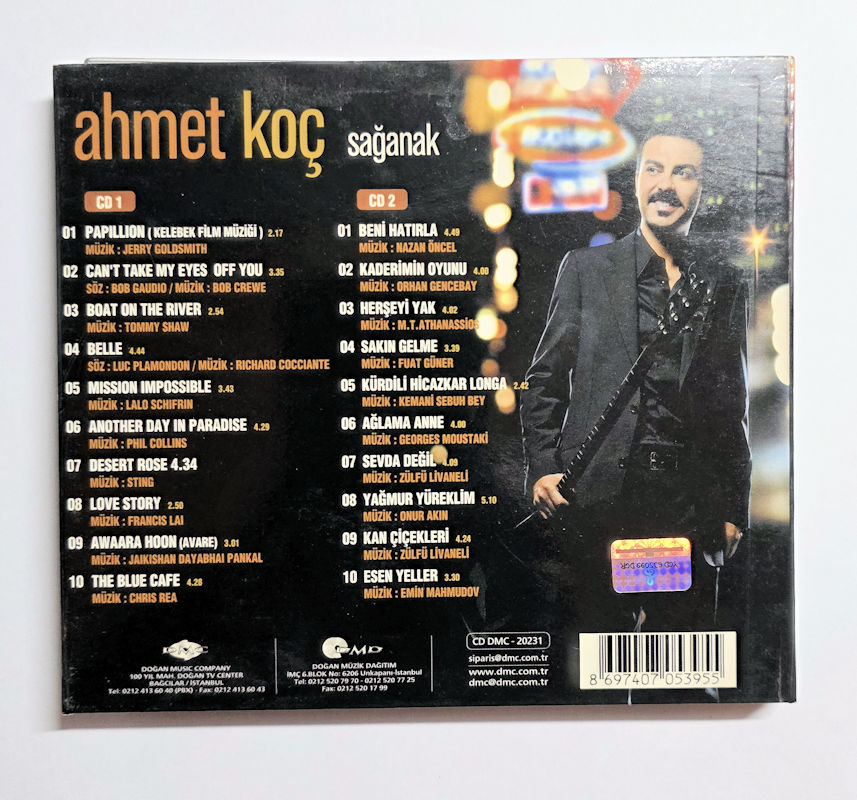 ahmet koç sağanak
CD 1
01 PAPILLION ( KELEBEK FİLM MÜZİĞİ ) 2.17
MÜZİK : JERRY GOLDSMITH
02 CAN'T TAKE MY EYES OFF YOU 3.35
SÖZ : BOB GAUDIO / MÜZİK : BOB CREWE
03 BOAT ON THE RIVER 2.54
MÜZİK : TOMMY SHAW
04 BELLE 4.44
SÖZ : LUC PLAMONDON / MÜZİK : RICHARD COCCIANTE
05 MISSION IMPOSSIBLE 3.43
MÜZİK : LALO SCHIFRIN
06 ANOTHER DAY IN PARADISE 4.29
MÜZİK : PHIL COLLINS
07 DESERT ROSE 4.34
MÜZİK : STING
08 LOVE STORY 2.50
MÜZİK : FRANCIS LAI
09 AWAARA HOON (AVARE) 3.01
MÜZİK : JAIKISHAN DAYABHAI PANKAL
10 THE BLUE CAFE 4.28
MÜZİK : CHRIS REA
CD 2
01 BENİ HATIRLA 4.49
MÜZİK : NAZAN ÖNCEL
02 KADERİMİN OYUNU 4.00
MÜZİK : ORHAN GENCEBAY
03 HERŞEYİ YAK 4.02
MÜZİK : M.T.ATHANASSİOS
04 SAKIN GELME 3.39
MÜZİK : FUAT GÜNER
05 KÜRDİLİ HİCAZKAR LONGA 2.42
MÜZİK : KEMANİ SEBUH BEY
06 AĞLAMA ANNE 4.00
MÜZİK : GEORGES MOUSTAKİ
07 SEVDA DEĞİL 4.09
MÜZİK : ZÜLFÜ LİVANELİ
08 YAĞMUR YÜREKLİM 5.10
MÜZİK : ONUR AKIN
09 KAN ÇİÇEKLERİ 4.24
MÜZİK : ZÜLFÜ LİVANELİ
10 ESEN YELLER 3.30
MÜZİK : EMİN MAHMUDOV
YCD 635099 DGR
DMC
DOĞAN MUSIC COMPANY
100 YIL MAH. DOĞAN TV CENTER
BAĞCILAR / İSTANBUL
Tel: 0212 413 60 40 (PBX) · Fax: 0212 413 60 43
GMD
DOĞAN MÜZİK DAĞITIM
İMÇ 6.BLOK No: 6206 Unkapanı-İstanbul
Tel: 0212 520 79 70 - 0212 520 77 25
Fax: 0212 520 17 99
CD DMC - 20231
siparis@dmc.com.tr
www.dmc.com.tr
dmc@dmc.com.tr
8 697407 053955